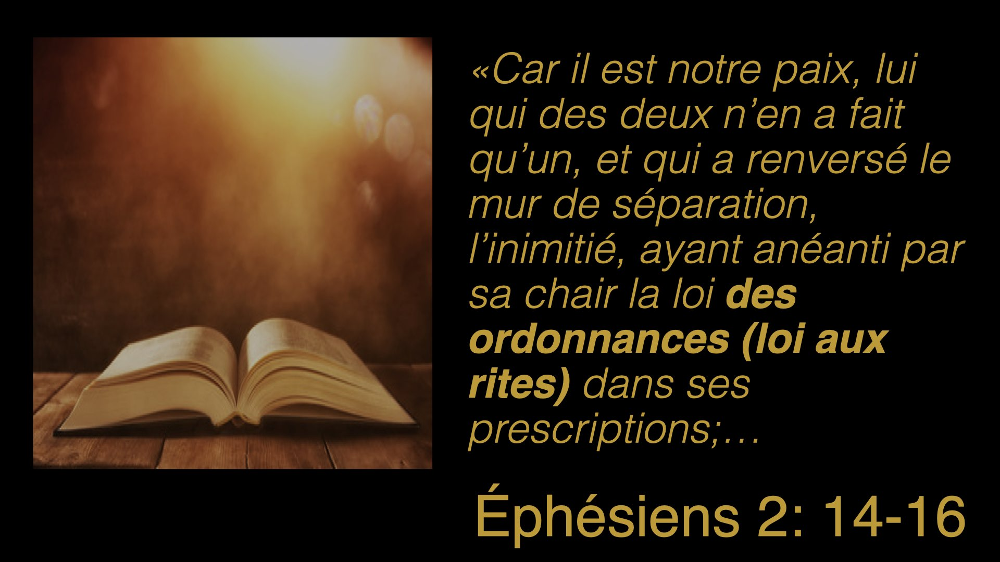 «Car il est notre paix, lui
qui des deux n’en a fait
qu’un, et qui a renversé le
mur de séparation,
l’inimitié, ayant anéanti par
sa chair la loi des
ordonnances (loi aux
rites) dans ses
prescriptions;…
Éphésiens 2: 14-16